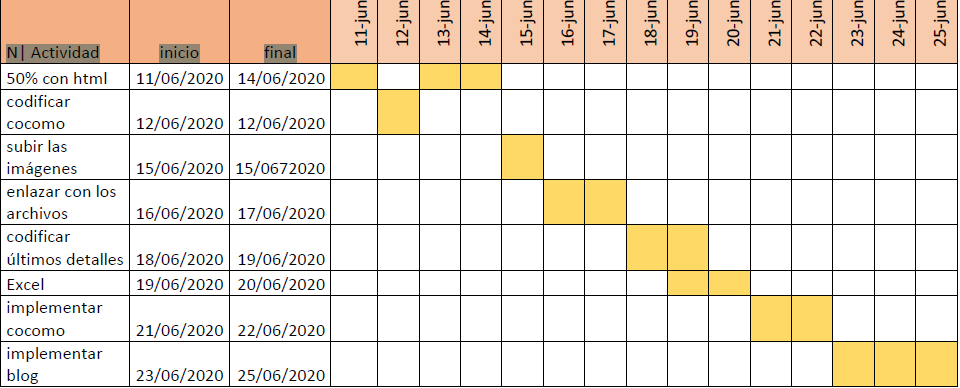 N| Actividad inicio final 11-jun 12-jun 13-jun 14-jun 15-jun 16-jun 17-jun 18-jun 19-jun 20-jun 21-jun 22-jun 23-jun 24-jun 25-jun
50% con html 11/06/2020 14/06/2020
codificar
cocomo 12/06/2020 12/06/2020
subir las
imágenes 15/06/2020 15/0672020
enlazar con los
archivos 16/06/2020 17/06/2020
codificar
últimos detalles 18/06/2020 19/06/2020
Excel 19/06/2020 20/06/2020
implementar
cocomo 21/06/2020 22/06/2020
implementar
blog 23/06/2020 25/06/2020